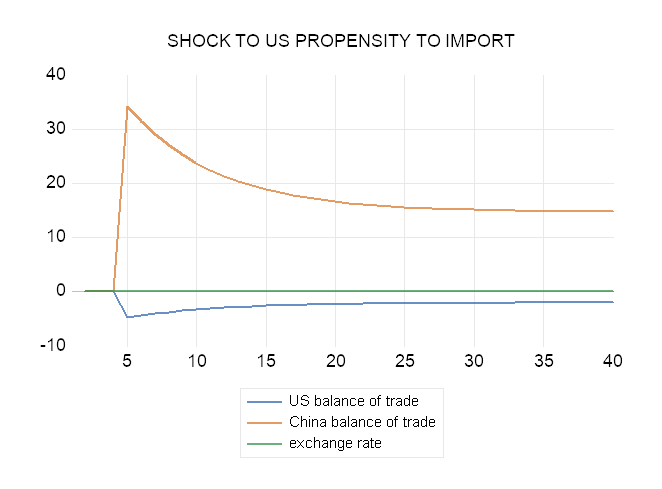 SHOCK TO US PROPENSITY TO IMPORT
40
30
20
10
0
-10
5 10 15 20 25 30 35 40
US balance of trade
China balance of trade
exchange rate